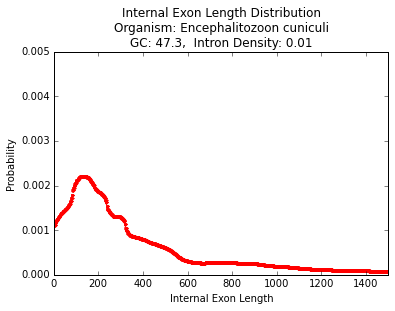 Internal Exon Length Distribution
Organism: Encephalitozoon cuniculi
GC: 47.3,  Intron Density: 0.01
0.005
0.004
0.003
0.002
0.001
0.000
Probability
0 200 400 600 800 1000 1200 1400
Internal Exon Length